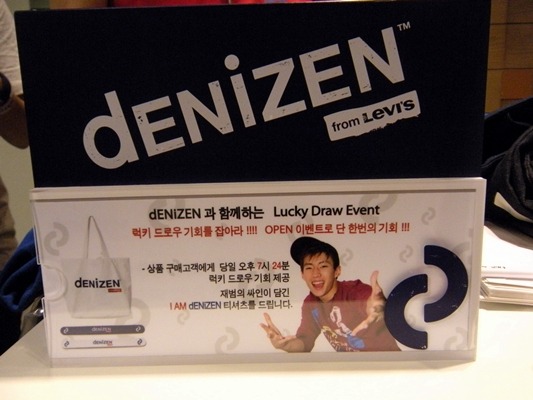 dENiZEN™
from Levi's
dENiZEN 과 함께하는 Lucky Draw Event
럭키 드로우 기회를 잡아라 !!!! OPEN 이벤트로 단 한번의 기회 !!!
- 상품 구매고객에게 당일 오후 7시 24분
럭키 드로우 기회 제공
재범의 싸인이 담긴
I AM dENiZEN 티셔츠를 드립니다.
dENiZEN